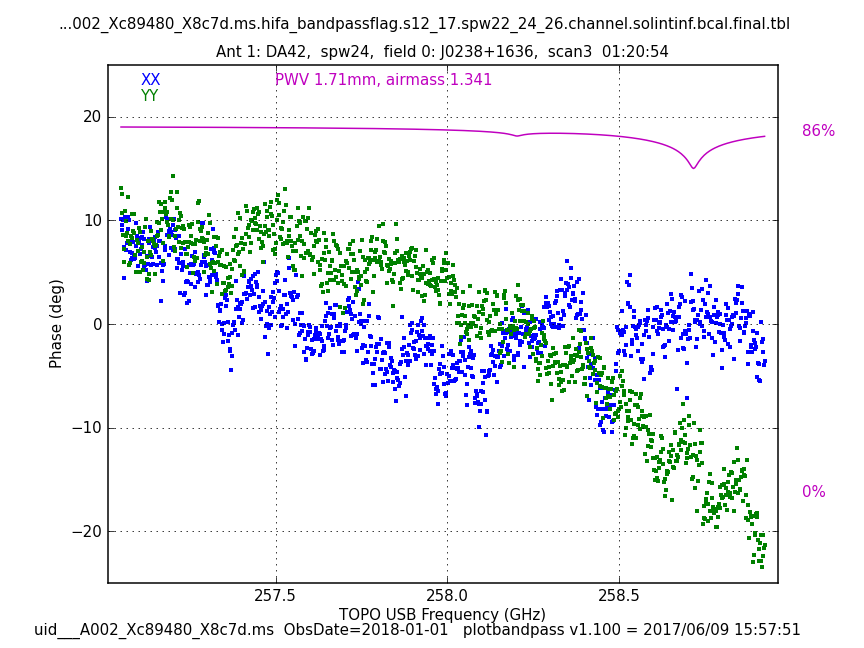 ...002_Xc89480_X8c7d.ms.hifa_bandpassflag.s12_17.spw22_24_26.channel.solintinf.bcal.final.tbl
Ant 1: DA42,  spw24,  field 0: J0238+1636,  scan3  01:20:54
XX
PWV 1.71mm, airmass 1.341
YY
20
86%
10
0
Phase (deg)
−10
0%
−20
257.5
258.0
258.5
TOPO USB Frequency (GHz)
uid___A002_Xc89480_X8c7d.ms  ObsDate=2018-01-01   plotbandpass v1.100 = 2017/06/09 15:57:51